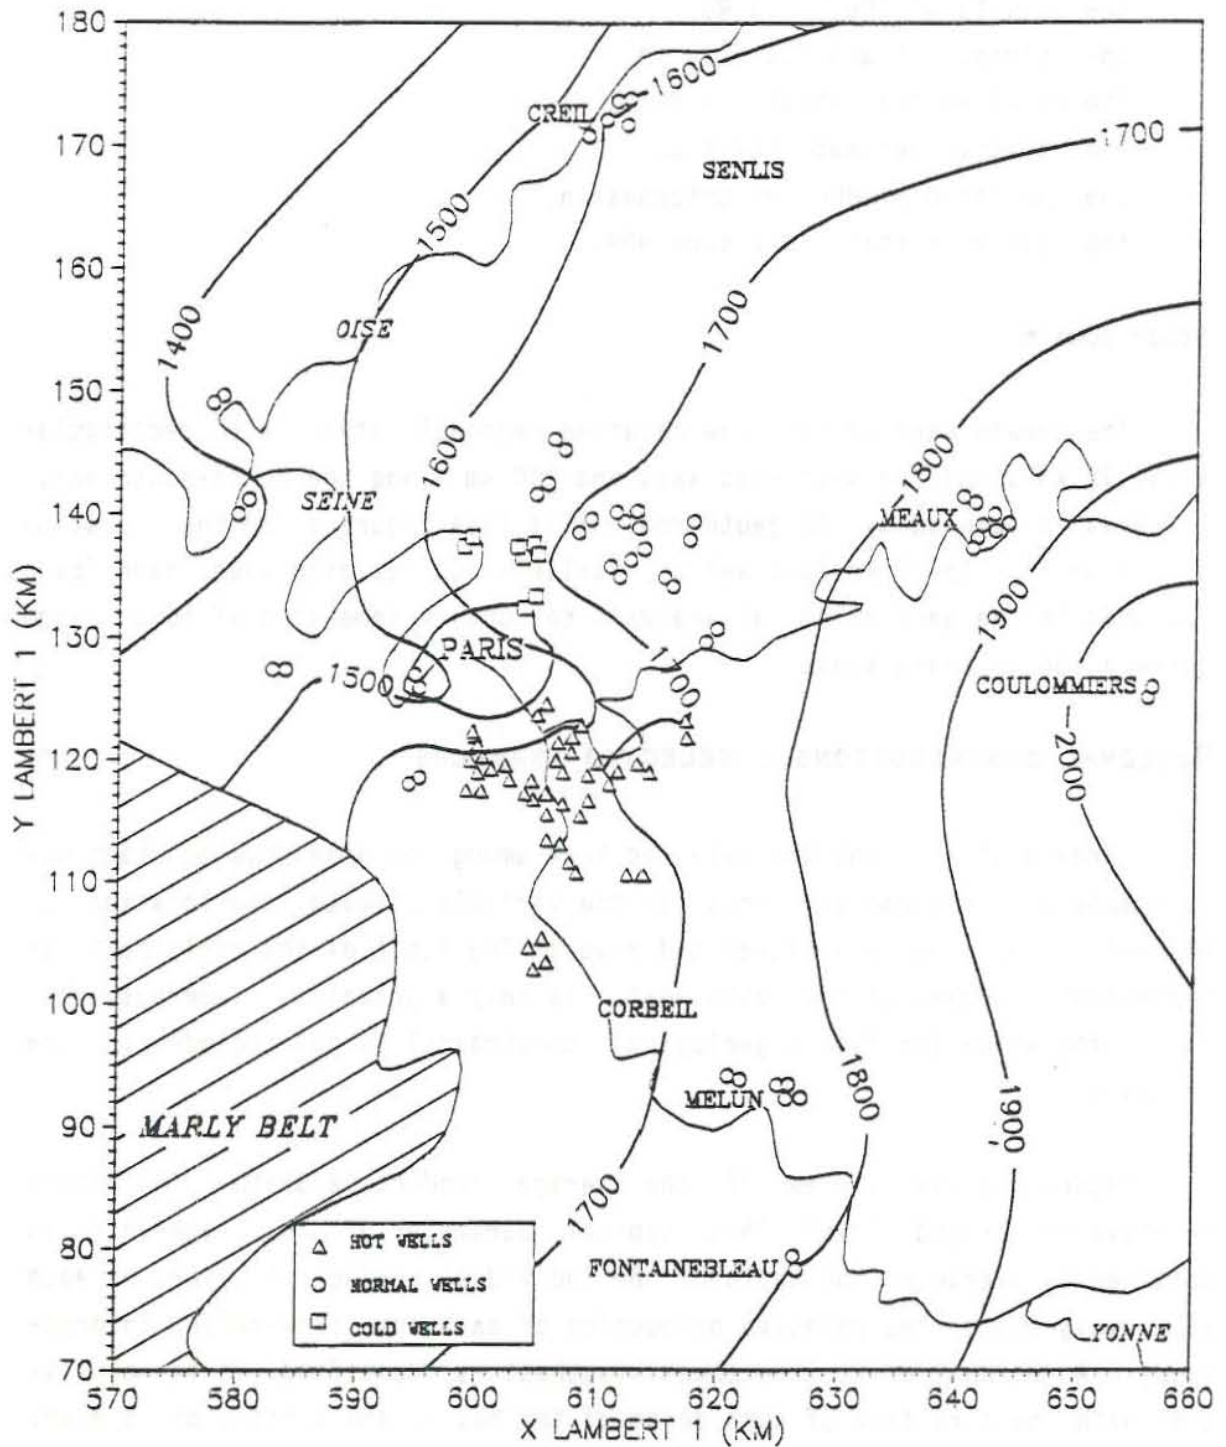 180
170
160
150
140
130
120
110
100
90
80
70
Y LAMBERT 1 (KM)
1600
CREIL
1700
SENLIS
1500
1400
OISE
1700
1600
1800
SEINE
MEAUX
1900
PARIS
1500
1700
COULOMMIERS
2000
CORBEIL
1800
MELUN
1900
MARLY BELT
1700
HOT WELLS
NORMAL WELLS
COLD WELLS
FONTAINEBLEAU
YONNE
570 580 590 600 610 620 630 640 650 660
X LAMBERT 1 (KM)